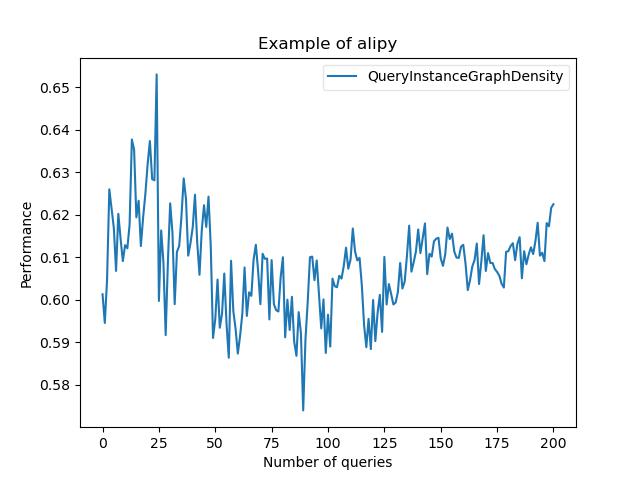 Example of alipy
QueryInstanceGraphDensity
Performance
0.65
0.64
0.63
0.62
0.61
0.60
0.59
0.58
0 25 50 75 100 125 150 175 200
Number of queries